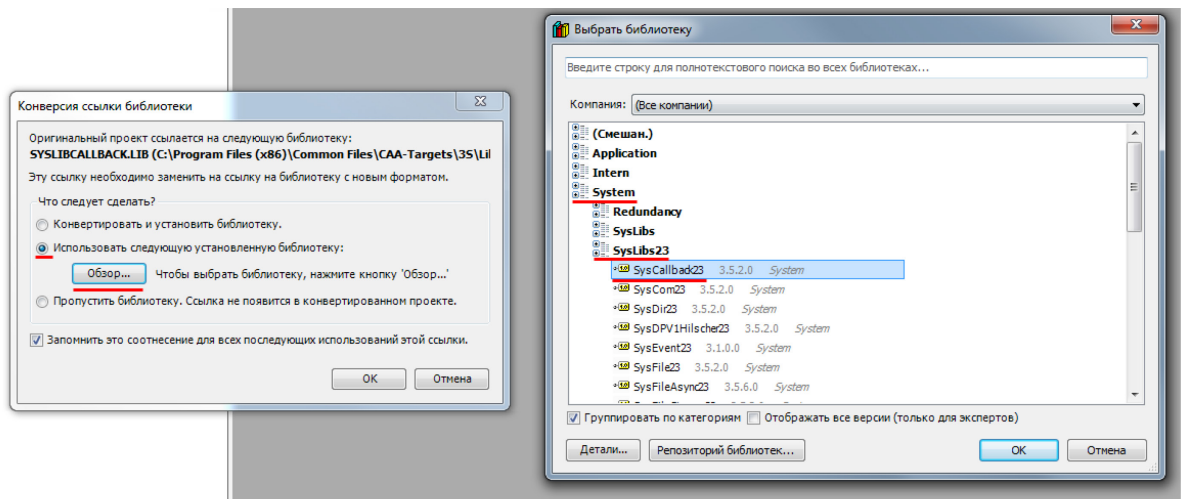 Конверсия ссылки библиотеки
Оригинальный проект ссылается на следующую библиотеку:
SYSLIBCALLBACK.LIB (C:\Program Files (x86)\Common Files\CAA-Targets\3S\Lil
Эту ссылку необходимо заменить на ссылку на библиотеку с новым форматом.
Что следует сделать?
Конвертировать и установить библиотеку.
Использовать следующую установленную библиотеку:
Обзор... Чтобы выбрать библиотеку, нажмите кнопку 'Обзор...'
Пропустить библиотеку. Ссылка не появится в конвертированном проекте.
Запомнить это соотнесение для всех последующих использований этой ссылки.
OK Отмена
Выбрать библиотеку
Введите строку для полнотекстового поиска во всех библиотеках...
Компания: (Все компании)
(Смешан.)
Application
Intern
System
Redundancy
SysLibs
SysLibs23
SysCallback23 3.5.2.0 System
SysCom23 3.5.2.0 System
SysDir23 3.5.2.0 System
SysDPV1Hilscher23 3.5.2.0 System
SysEvent23 3.1.0.0 System
SysFile23 3.5.2.0 System
SysFileAsync23 3.5.6.0 System
Группировать по категориям Отображать все версии (только для экспертов)
Детали... Репозиторий библиотек... OK Отмена